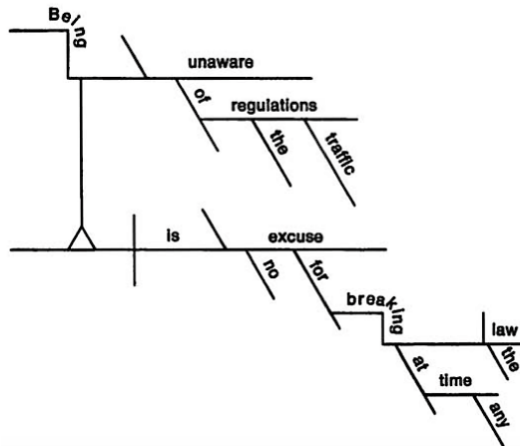 Being
unaware
of
regulations
the
traffic
is
excuse
no
for
breaking
law
the
at
time
any